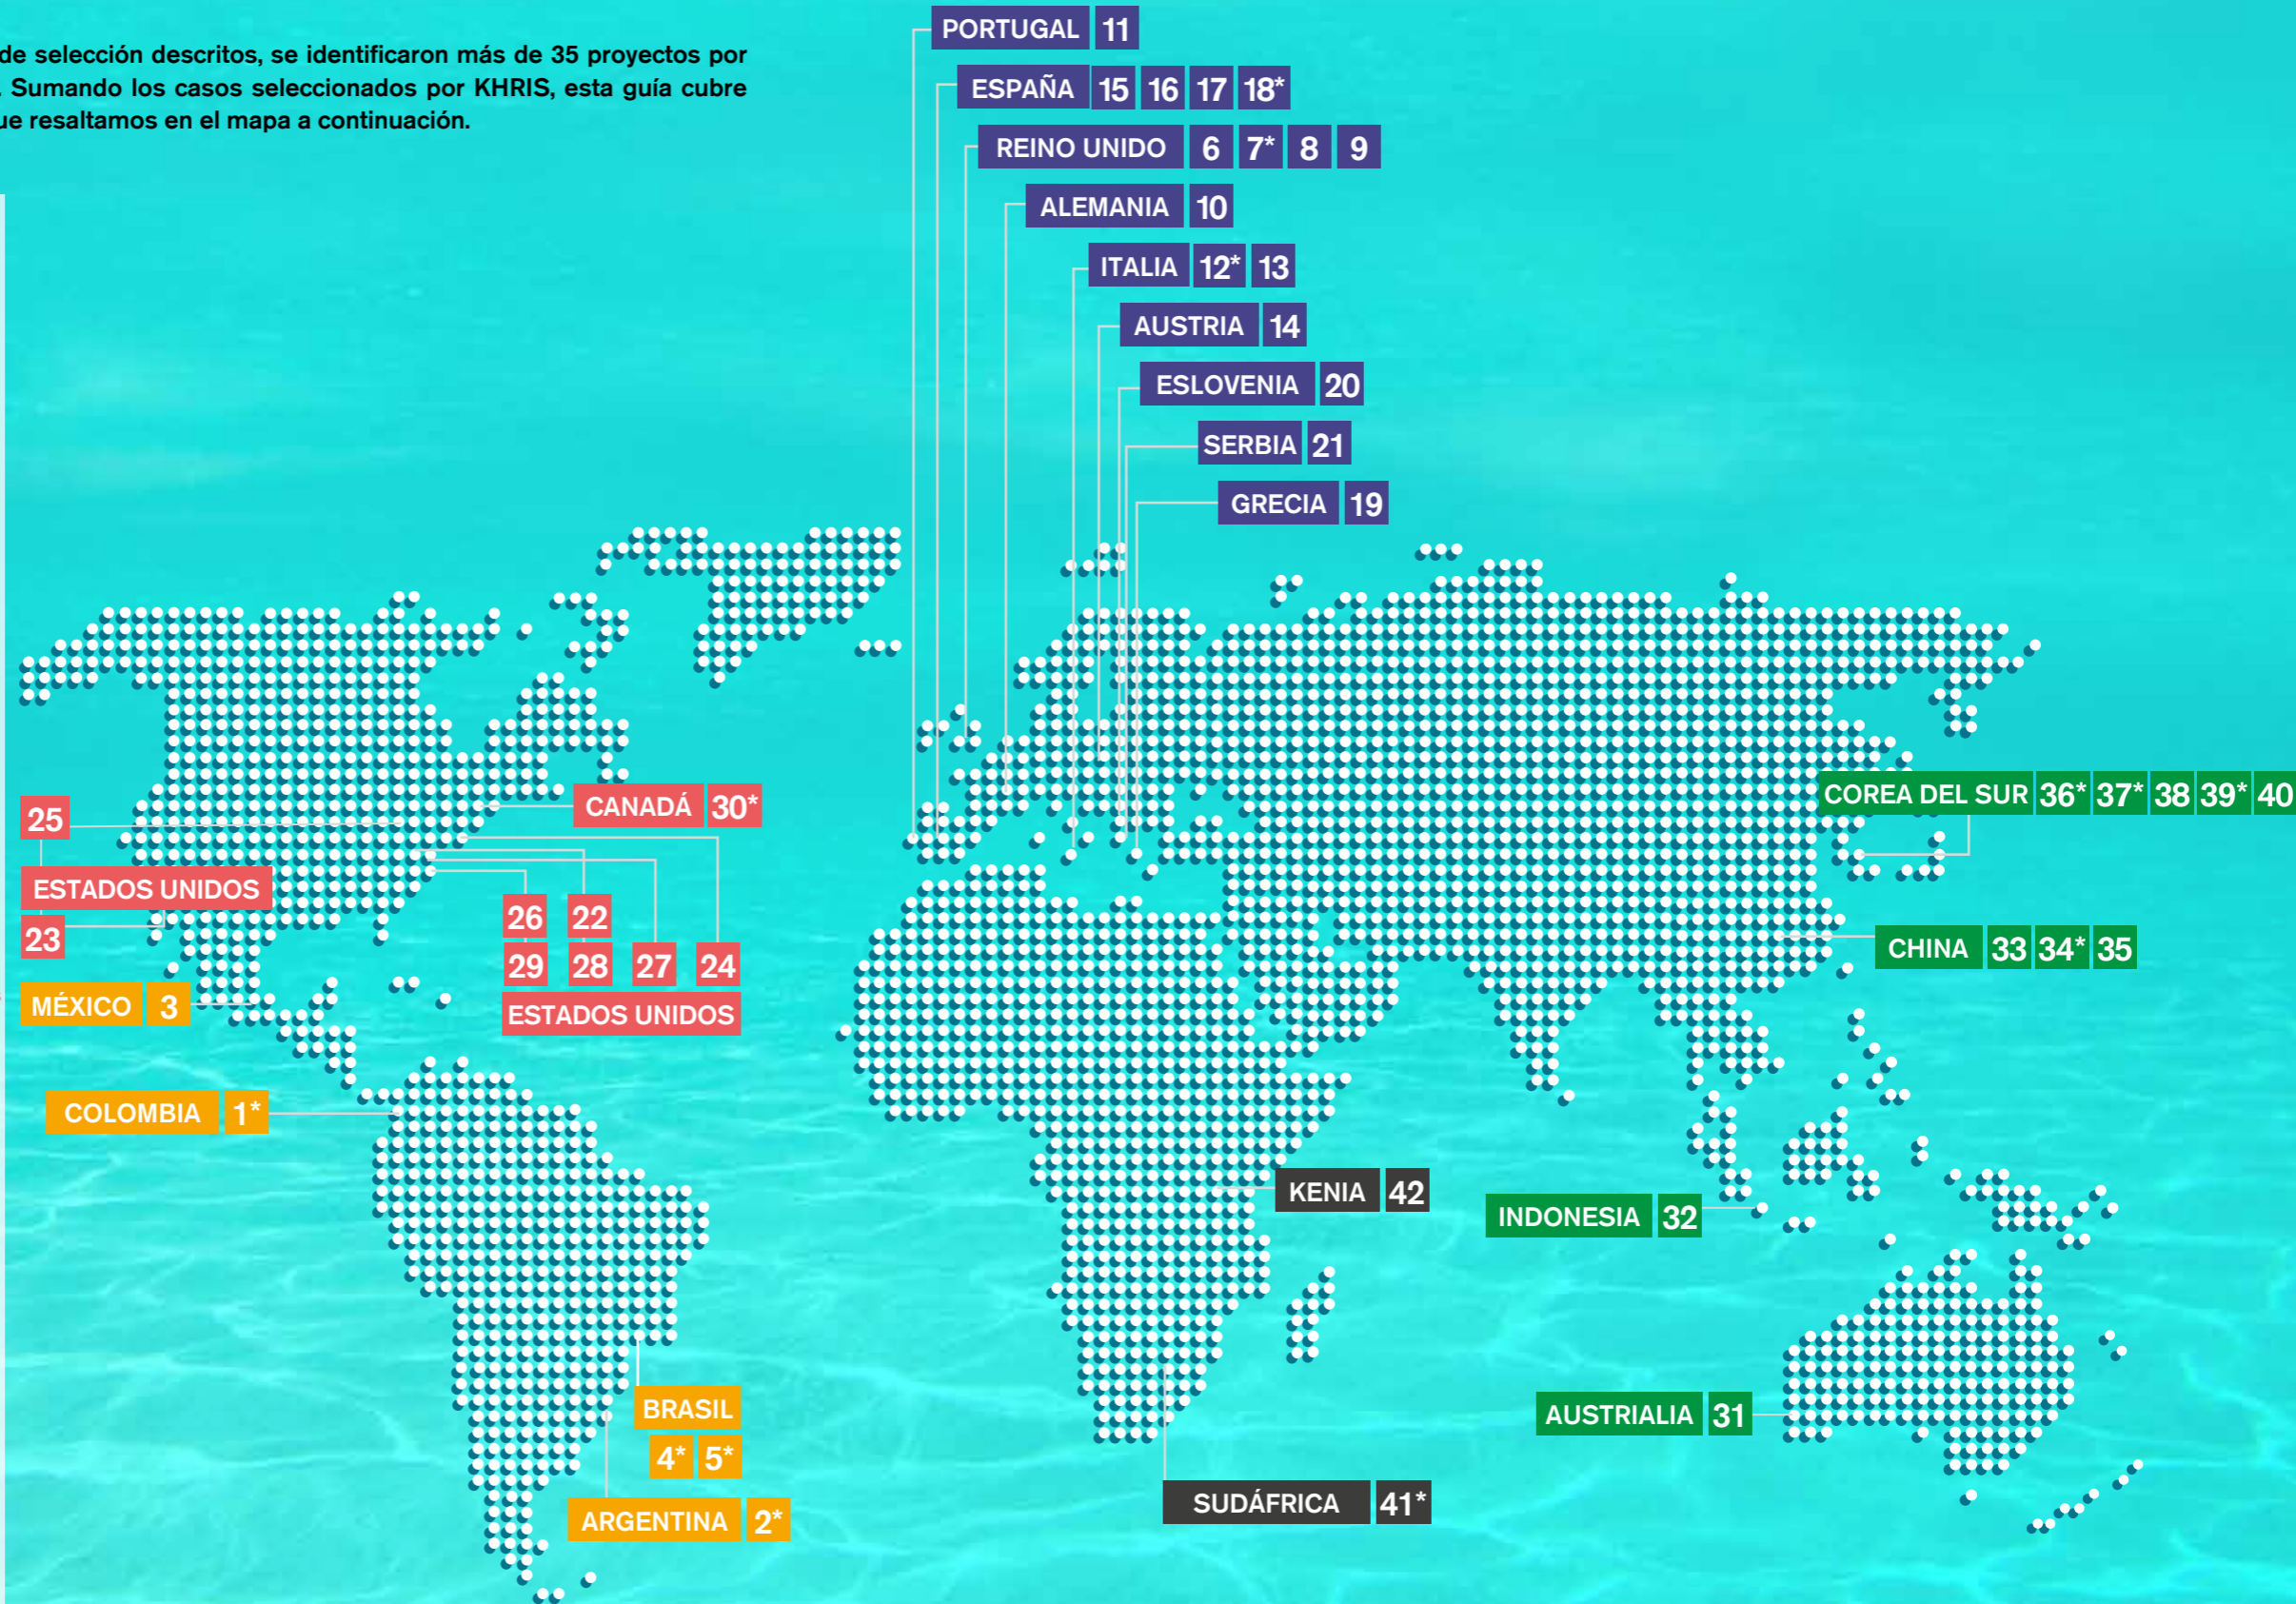 de selección descritos, se identificaron más de 35 proyectos por
. Sumando los casos seleccionados por KHRIS, esta guía cubre
que resaltamos en el mapa a continuación.
PORTUGAL 11
ESPAÑA 15 16 17 18*
REINO UNIDO 6 7* 8 9
ALEMANIA 10
ITALIA 12* 13
AUSTRIA 14
ESLOVENIA 20
SERBIA 21
GRECIA 19
CANADÁ 30*
25
ESTADOS UNIDOS
23
26 22
29 28 27 24
ESTADOS UNIDOS
MÉXICO 3
COLOMBIA 1*
BRASIL
4* 5*
ARGENTINA 2*
COREA DEL SUR 36* 37* 38 39* 40
CHINA 33 34* 35
KENIA 42
INDONESIA 32
AUSTRIALIA 31
SUDÁFRICA 41*